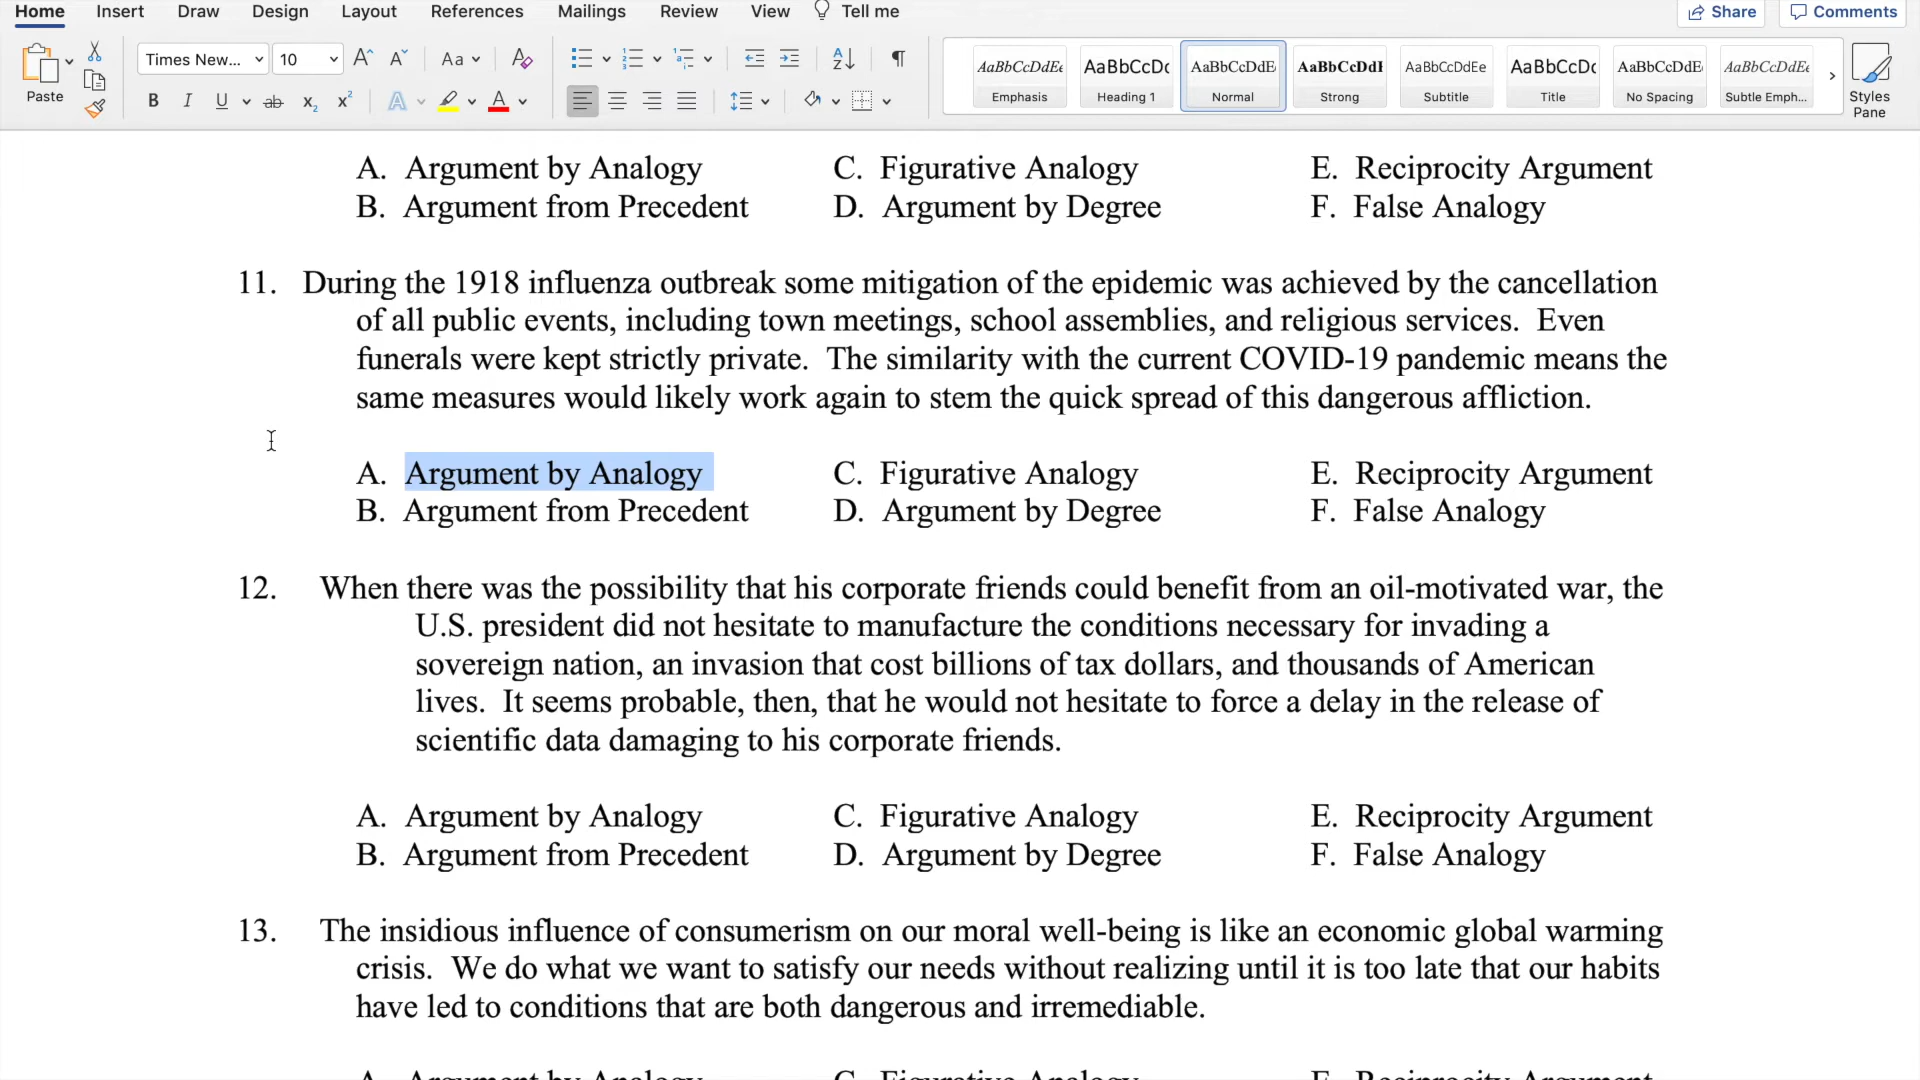 Home Insert Draw Design Layout References Mailings Review View Tell me Share Comments
Paste Times New... 10 Aa A A A
B I U ab x₂ x² A A
AaBbCcDdEe AaBbCcDc AaBbCcDdE AaBbCcDdI AaBbCcDdEe AaBbCcDc AaBbCcDdE AaBbCcDdEe
Emphasis Heading 1 Normal Strong Subtitle Title No Spacing Subtle Emph... Styles Pane
A. Argument by Analogy C. Figurative Analogy E. Reciprocity Argument
B. Argument from Precedent D. Argument by Degree F. False Analogy
11. During the 1918 influenza outbreak some mitigation of the epidemic was achieved by the cancellation
of all public events, including town meetings, school assemblies, and religious services. Even
funerals were kept strictly private. The similarity with the current COVID-19 pandemic means the
same measures would likely work again to stem the quick spread of this dangerous affliction.
A. Argument by Analogy C. Figurative Analogy E. Reciprocity Argument
B. Argument from Precedent D. Argument by Degree F. False Analogy
12. When there was the possibility that his corporate friends could benefit from an oil-motivated war, the
U.S. president did not hesitate to manufacture the conditions necessary for invading a
sovereign nation, an invasion that cost billions of tax dollars, and thousands of American
lives. It seems probable, then, that he would not hesitate to force a delay in the release of
scientific data damaging to his corporate friends.
A. Argument by Analogy C. Figurative Analogy E. Reciprocity Argument
B. Argument from Precedent D. Argument by Degree F. False Analogy
13. The insidious influence of consumerism on our moral well-being is like an economic global warming
crisis. We do what we want to satisfy our needs without realizing until it is too late that our habits
have led to conditions that are both dangerous and irremediable.
A. Argument by Analogy C. Figurative Analogy E. Reciprocity Argument